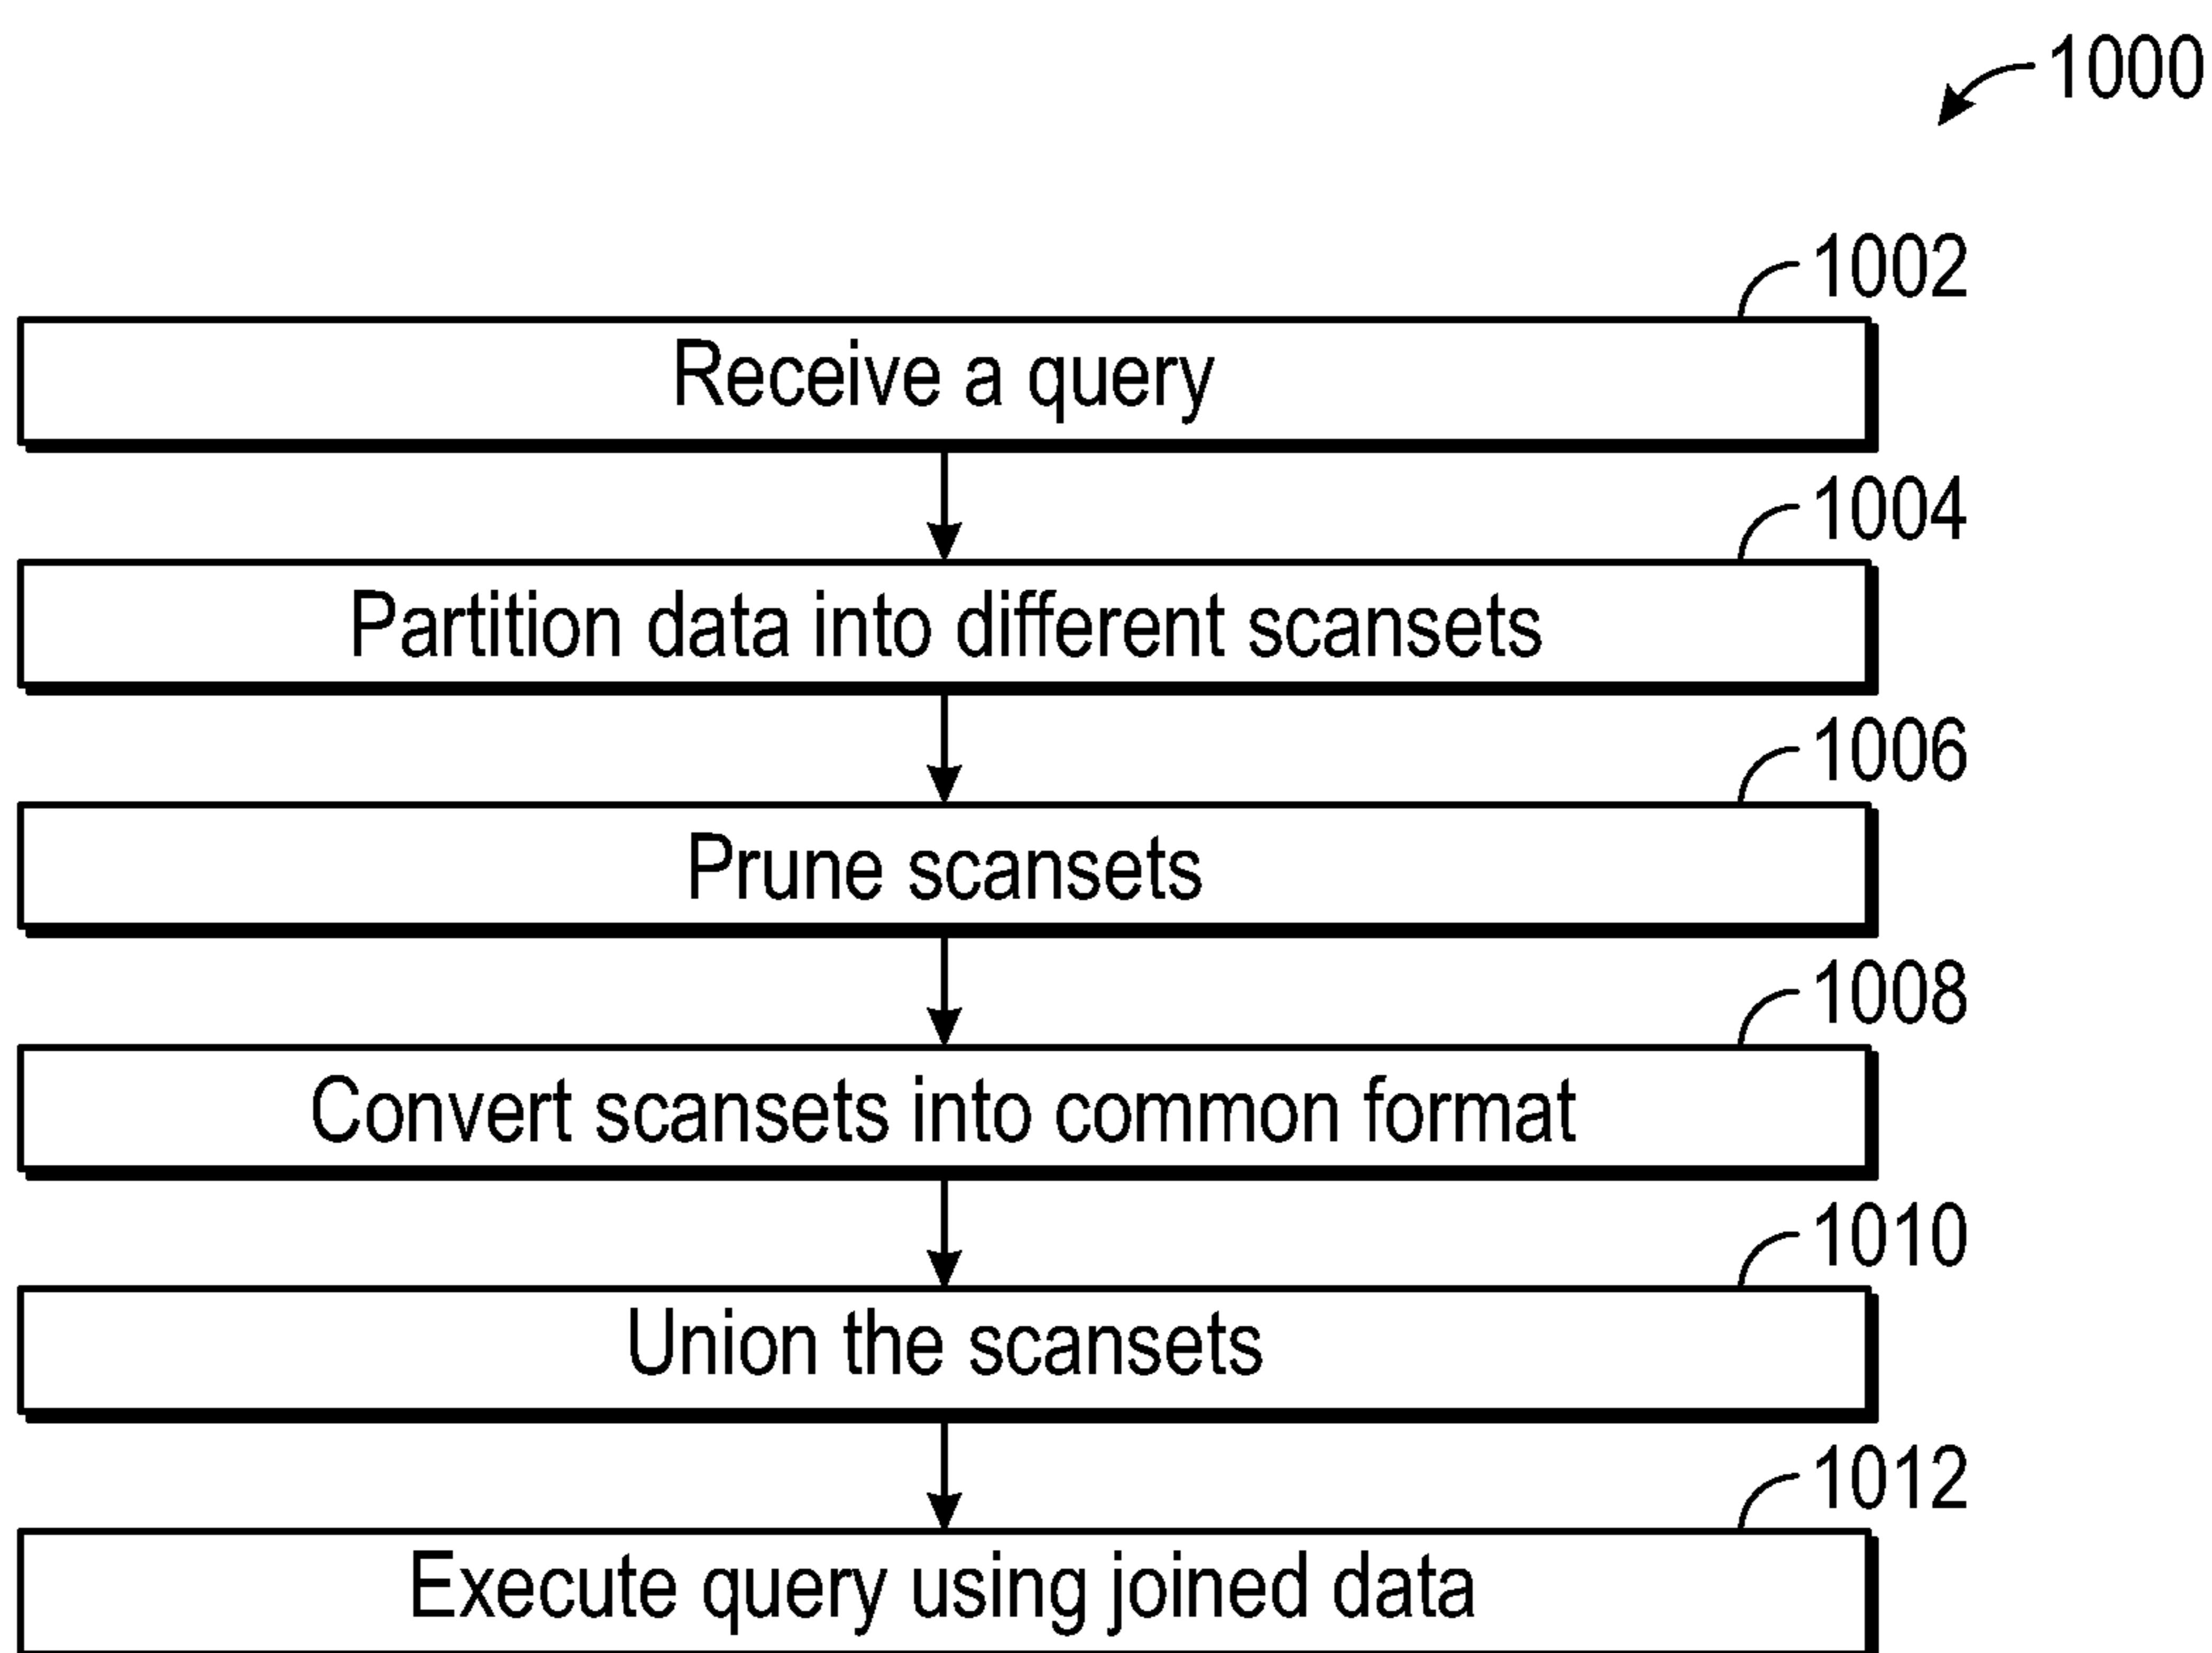 1000
1002
Receive a query
1004
Partition data into different scansets
1006
Prune scansets
1008
Convert scansets into common format
1010
Union the scansets
1012
Execute query using joined data